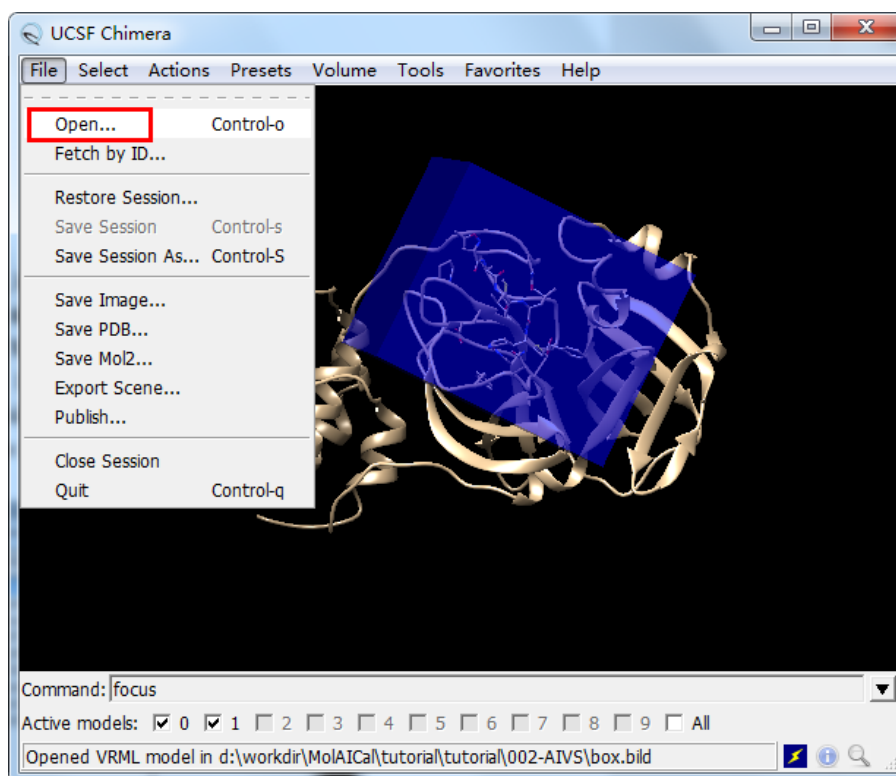 UCSF Chimera
File Select Actions Presets Volume Tools Favorites Help
Open... Control-o
Fetch by ID...
Restore Session...
Save Session Control-s
Save Session As... Control-S
Save Image...
Save PDB...
Save Mol2...
Export Scene...
Publish...
Close Session
Quit Control-q
Command: focus
Active models: 0 1 2 3 4 5 6 7 8 9 All
Opened VRML model in d:\workdir\MolAICal\tutorial\tutorial\002-AIVS\box.bild